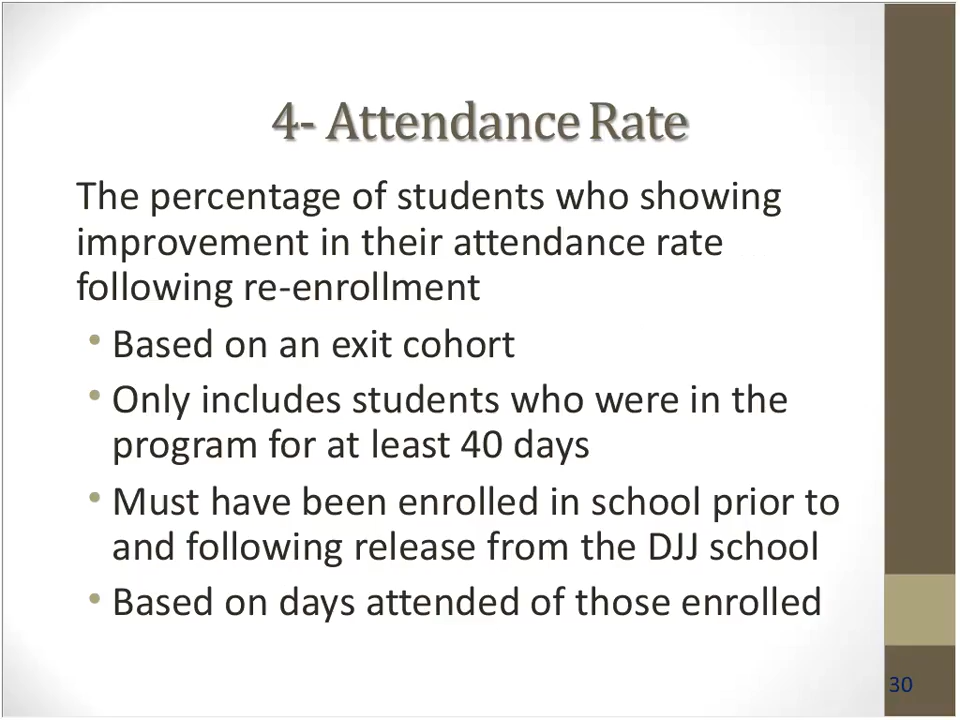 4- Attendance Rate
The percentage of students who showing
improvement in their attendance rate
following re-enrollment
• Based on an exit cohort
• Only includes students who were in the
program for at least 40 days
• Must have been enrolled in school prior to
and following release from the DJJ school
• Based on days attended of those enrolled
30